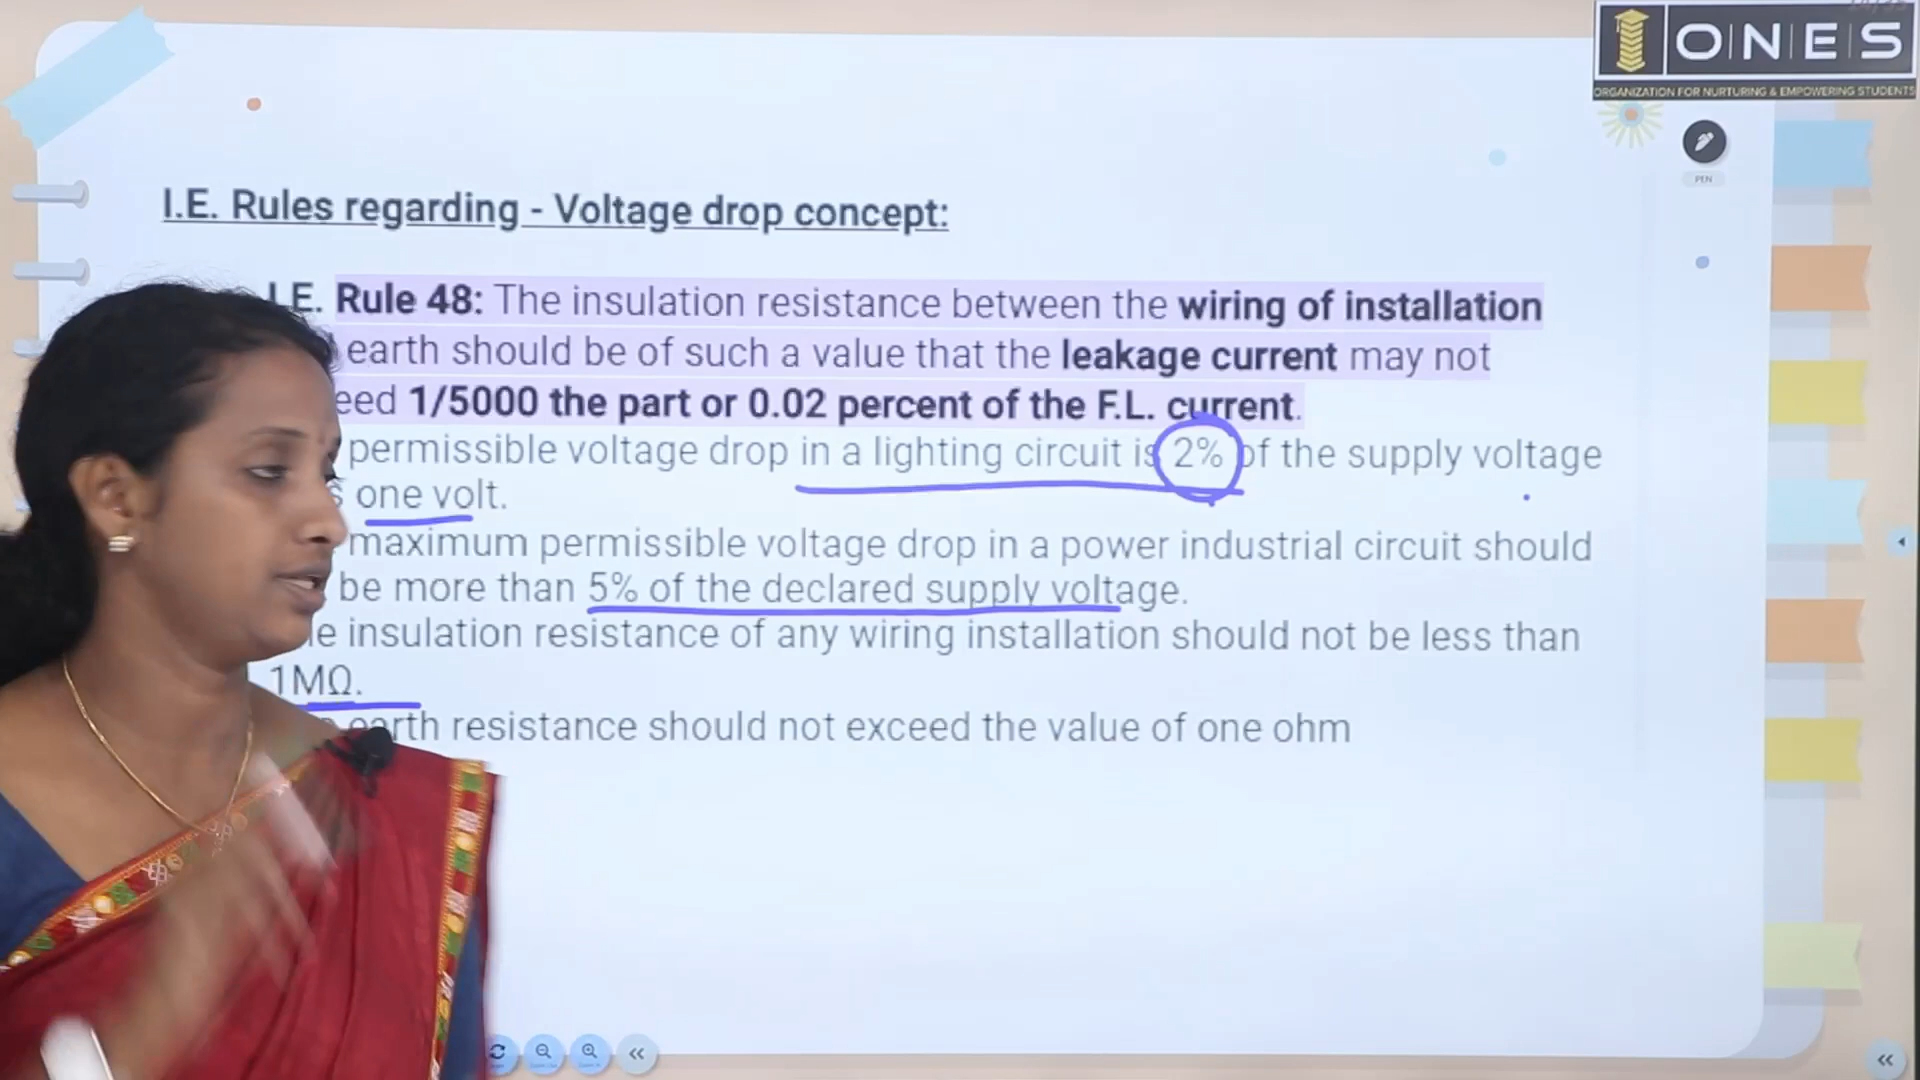 O|N|E|S
ORGANIZATION FOR NURTURING & EMPOWERING STUDENTS
PEN
I.E. Rules regarding - Voltage drop concept:
I.E. Rule 48: The insulation resistance between the wiring of installation
earth should be of such a value that the leakage current may not
eed 1/5000 the part or 0.02 percent of the F.L. current.
permissible voltage drop in a lighting circuit is 2% of the supply voltage
s one volt.
maximum permissible voltage drop in a power industrial circuit should
be more than 5% of the declared supply voltage.
e insulation resistance of any wiring installation should not be less than
1MΩ.
earth resistance should not exceed the value of one ohm